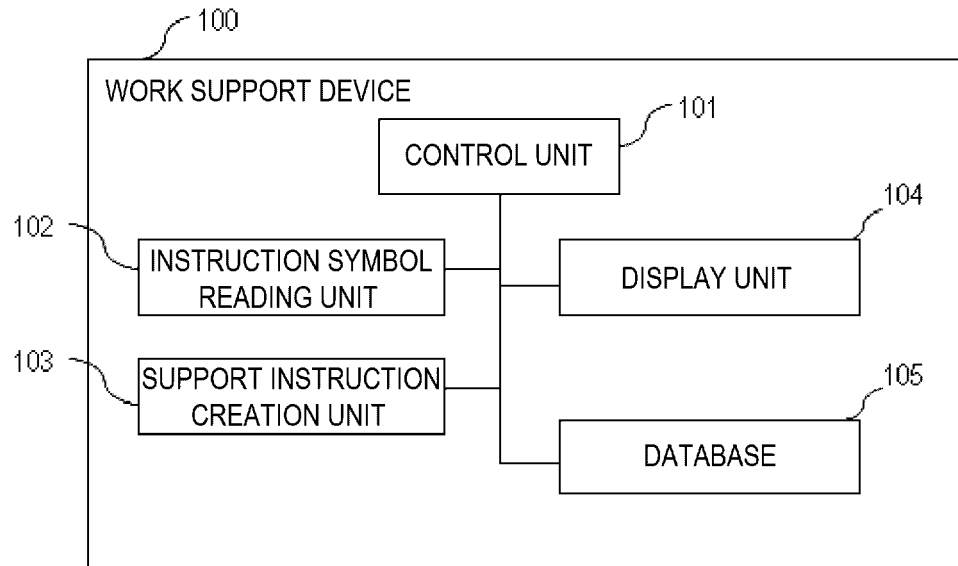 100
WORK SUPPORT DEVICE
101
CONTROL UNIT
102
INSTRUCTION SYMBOL
READING UNIT
104
DISPLAY UNIT
103
SUPPORT INSTRUCTION
CREATION UNIT
105
DATABASE